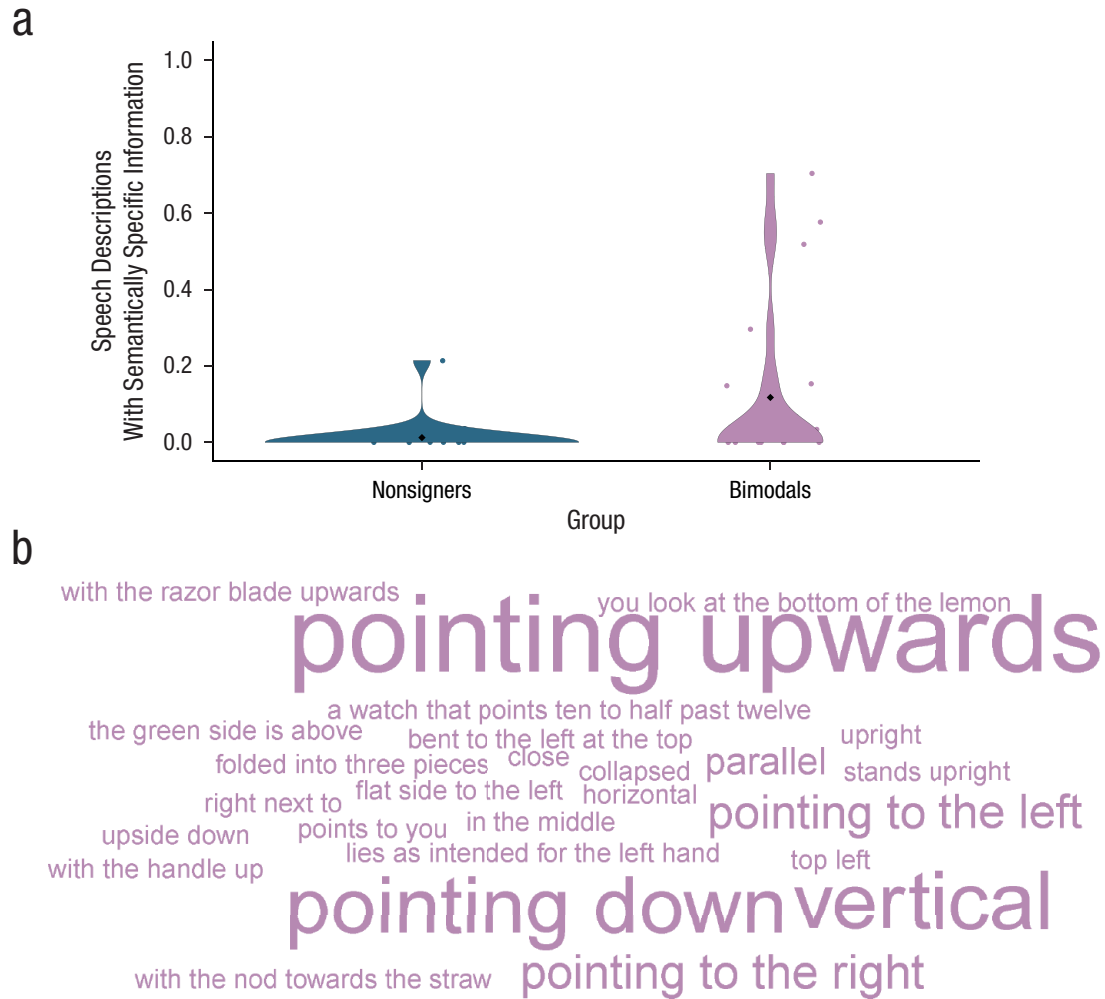 a
1.0
0.8
0.6
0.4
0.2
0.0
Speech Descriptions
With Semantically Specific Information
Nonsigners
Bimodals
Group
b
with the razor blade upwards
you look at the bottom of the lemon
pointing upwards
a watch that points ten to half past twelve
the green side is above
bent to the left at the top
upright
folded into three pieces
close
collapsed
parallel
stands upright
right next to
flat side to the left
horizontal
pointing to the left
upside down
points to you
in the middle
with the handle up
lies as intended for the left hand
top left
pointing down
vertical
with the nod towards the straw
pointing to the right